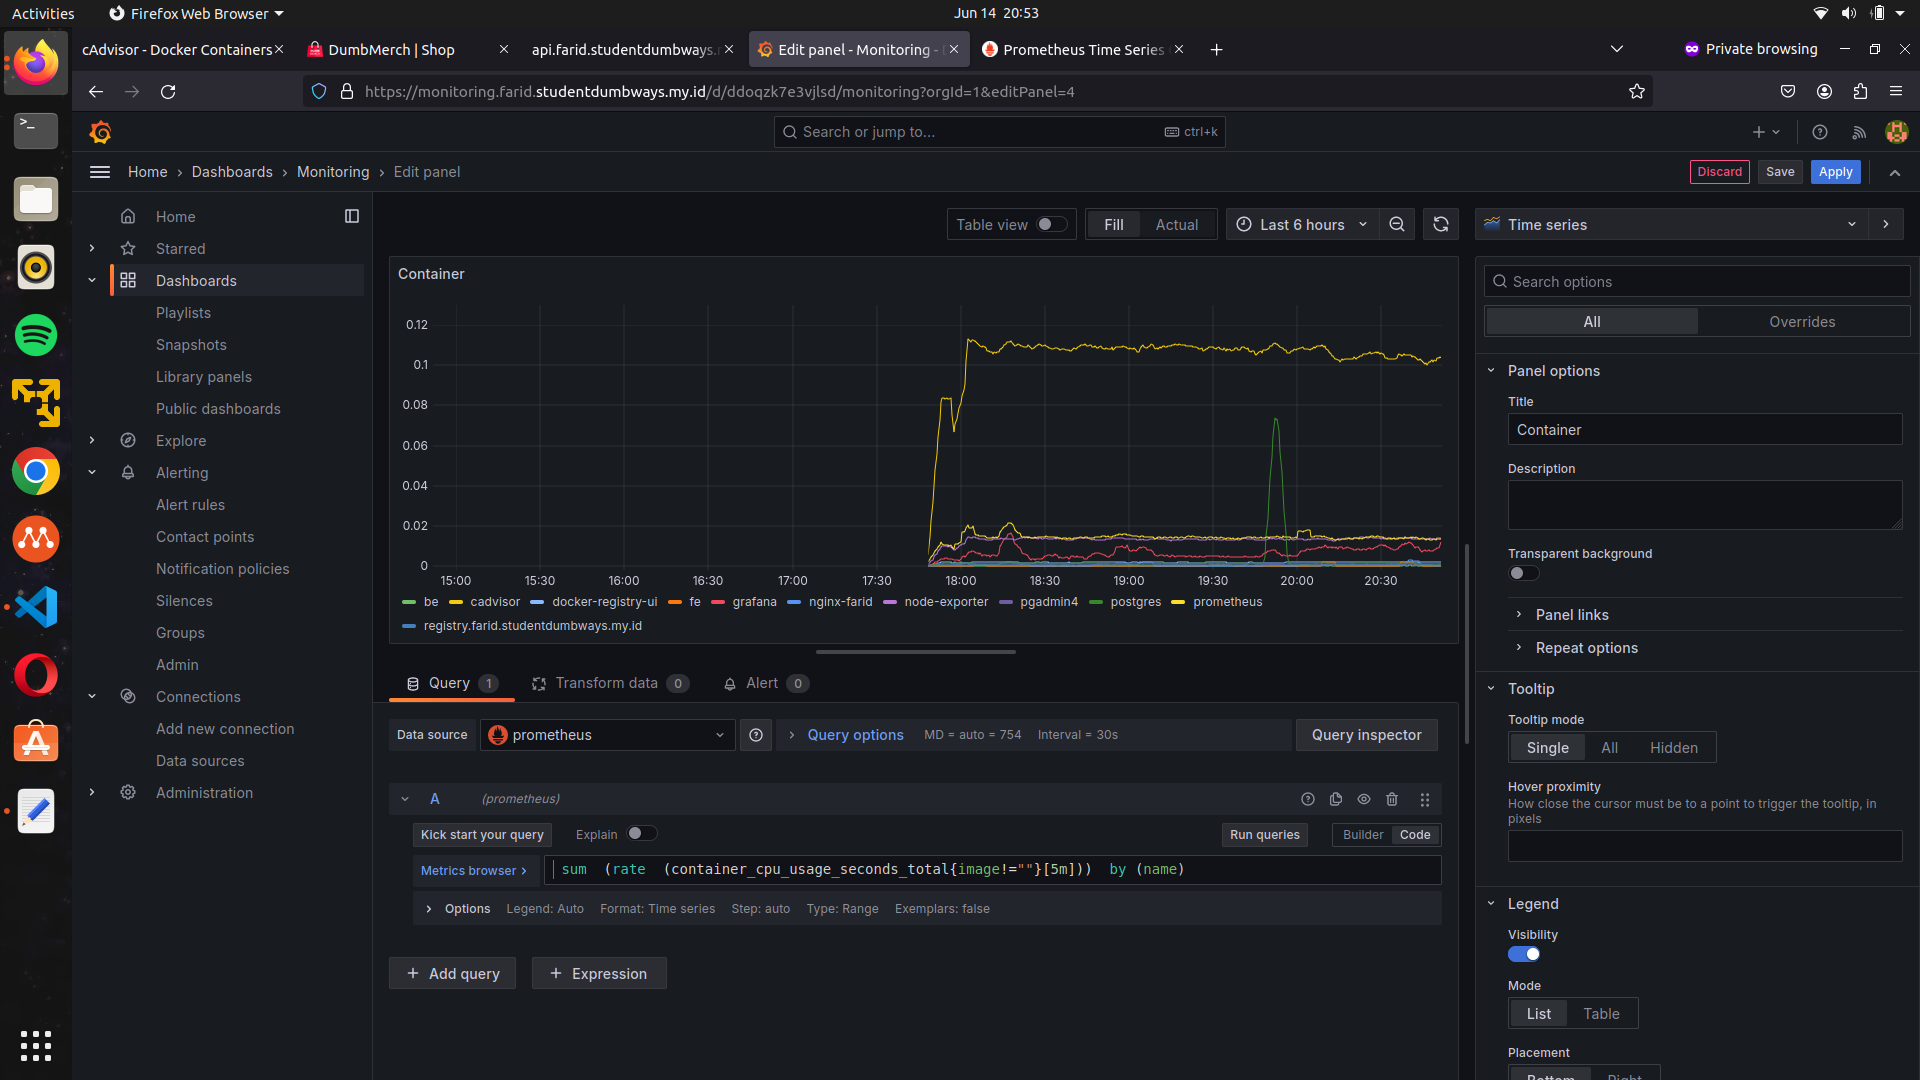 Activities
Firefox Web Browser
Jun 14 20:53
cAdvisor - Docker Containers
DumbMerch | Shop
api.farid.studentdumbways.
Edit panel - Monitoring -
Prometheus Time Series
Private browsing
https://monitoring.farid.studentdumbways.my.id/d/ddoqzk7e3vjlsd/monitoring?orgId=1&editPanel=4
Search or jump to...
ctrl+k
Home › Dashboards › Monitoring › Edit panel
Discard
Save
Apply
Home
Starred
Dashboards
Playlists
Snapshots
Library panels
Public dashboards
Explore
Alerting
Alert rules
Contact points
Notification policies
Silences
Groups
Admin
Connections
Add new connection
Data sources
Administration
Table view
Fill
Actual
Last 6 hours
Container
0.12
0.1
0.08
0.06
0.04
0.02
0
15:00 15:30 16:00 16:30 17:00 17:30 18:00 18:30 19:00 19:30 20:00 20:30
be cadvisor docker-registry-ui fe grafana nginx-farid node-exporter pgadmin4 postgres prometheus
registry.farid.studentdumbways.my.id
Query 1
Transform data 0
Alert 0
Data source
prometheus
Query options
MD = auto = 754
Interval = 30s
Query inspector
A
(prometheus)
Kick start your query
Explain
Run queries
Builder
Code
Metrics browser >
sum (rate (container_cpu_usage_seconds_total{image!=""}[5m])) by (name)
Options
Legend: Auto
Format: Time series
Step: auto
Type: Range
Exemplars: false
+ Add query
+ Expression
Time series
Search options
All
Overrides
Panel options
Title
Container
Description
Transparent background
Panel links
Repeat options
Tooltip
Tooltip mode
Single
All
Hidden
Hover proximity
How close the cursor must be to a point to trigger the tooltip, in
pixels
Legend
Visibility
Mode
List
Table
Placement
Bottom
Right